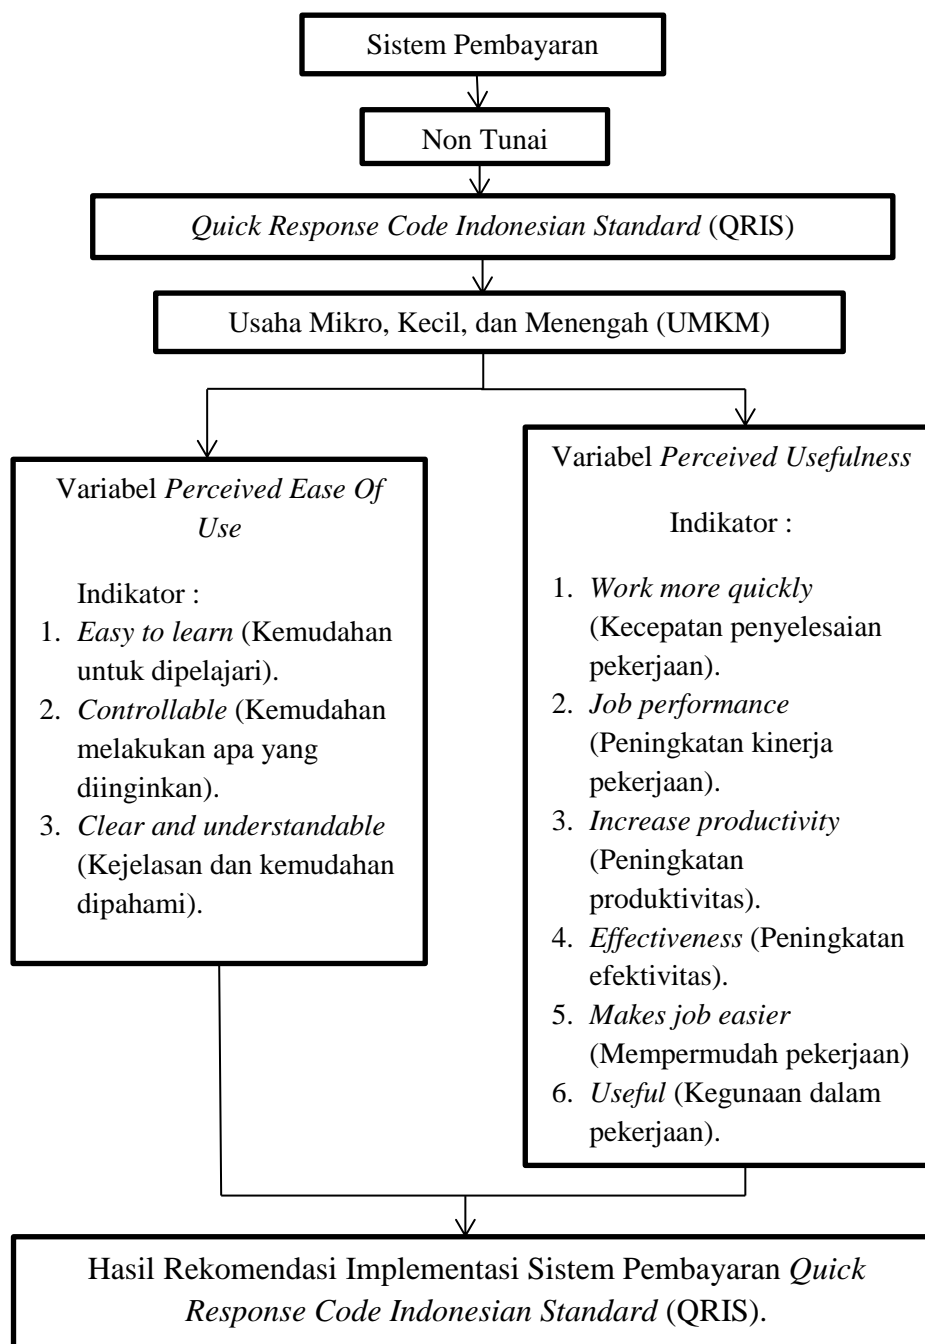 Sistem Pembayaran
Non Tunai
Quick Response Code Indonesian Standard (QRIS)
Usaha Mikro, Kecil, dan Menengah (UMKM)
Variabel Perceived Ease Of
Use
Indikator :
1. Easy to learn (Kemudahan
untuk dipelajari).
2. Controllable (Kemudahan
melakukan apa yang
diinginkan).
3. Clear and understandable
(Kejelasan dan kemudahan
dipahami).
Variabel Perceived Usefulness
Indikator :
1. Work more quickly
(Kecepatan penyelesaian
pekerjaan).
2. Job performance
(Peningkatan kinerja
pekerjaan).
3. Increase productivity
(Peningkatan
produktivitas).
4. Effectiveness (Peningkatan
efektivitas).
5. Makes job easier
(Mempermudah pekerjaan)
6. Useful (Kegunaan dalam
pekerjaan).
Hasil Rekomendasi Implementasi Sistem Pembayaran Quick
Response Code Indonesian Standard (QRIS).